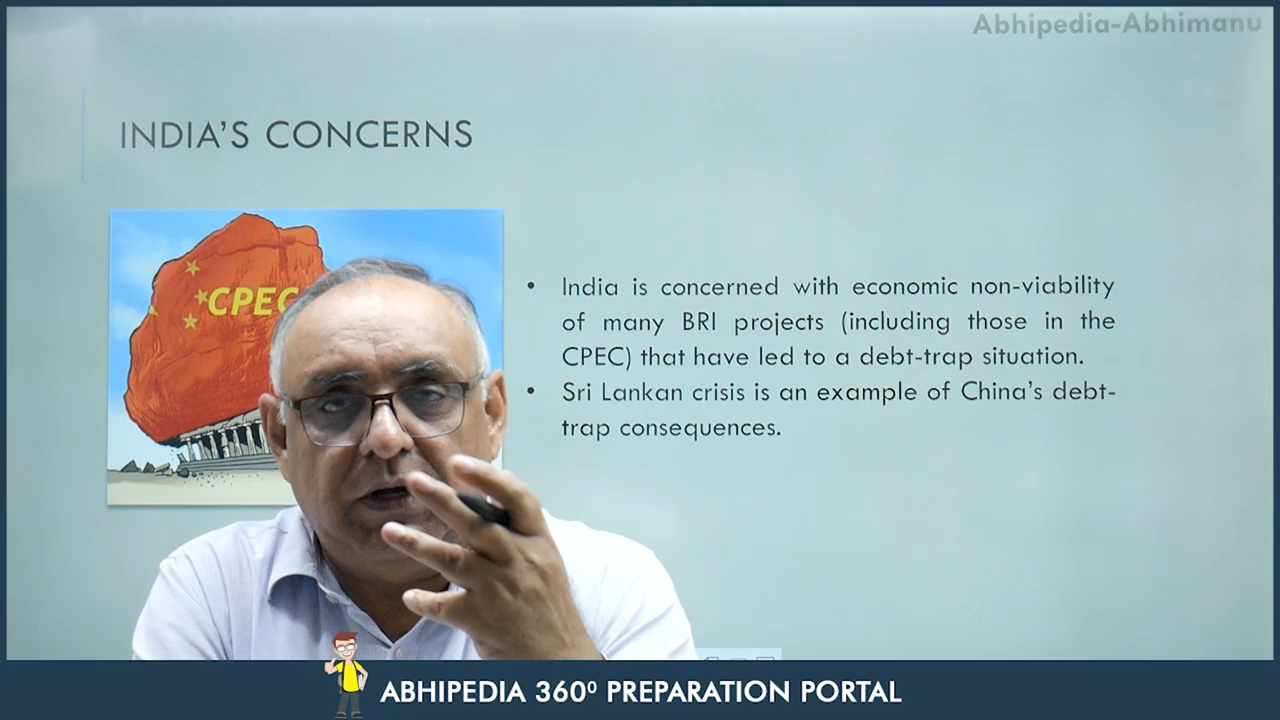 Abhipedia-Abhimanu
INDIA'S CONCERNS
CPEC
• India is concerned with economic non-viability
of many BRI projects (including those in the
CPEC) that have led to a debt-trap situation.
• Sri Lankan crisis is an example of China's debt-
trap consequences.
ABHIPEDIA 360⁰ PREPARATION PORTAL